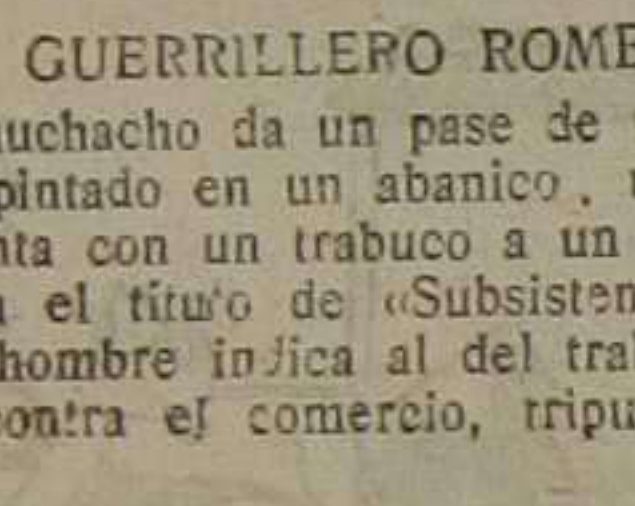 GUERRILLERO ROME
muchacho da un pase de
pintado en un abanico,
nta con un trabuco a un
el título de «Subsisten
hombre indica al del tra
contra el comercio, tripu